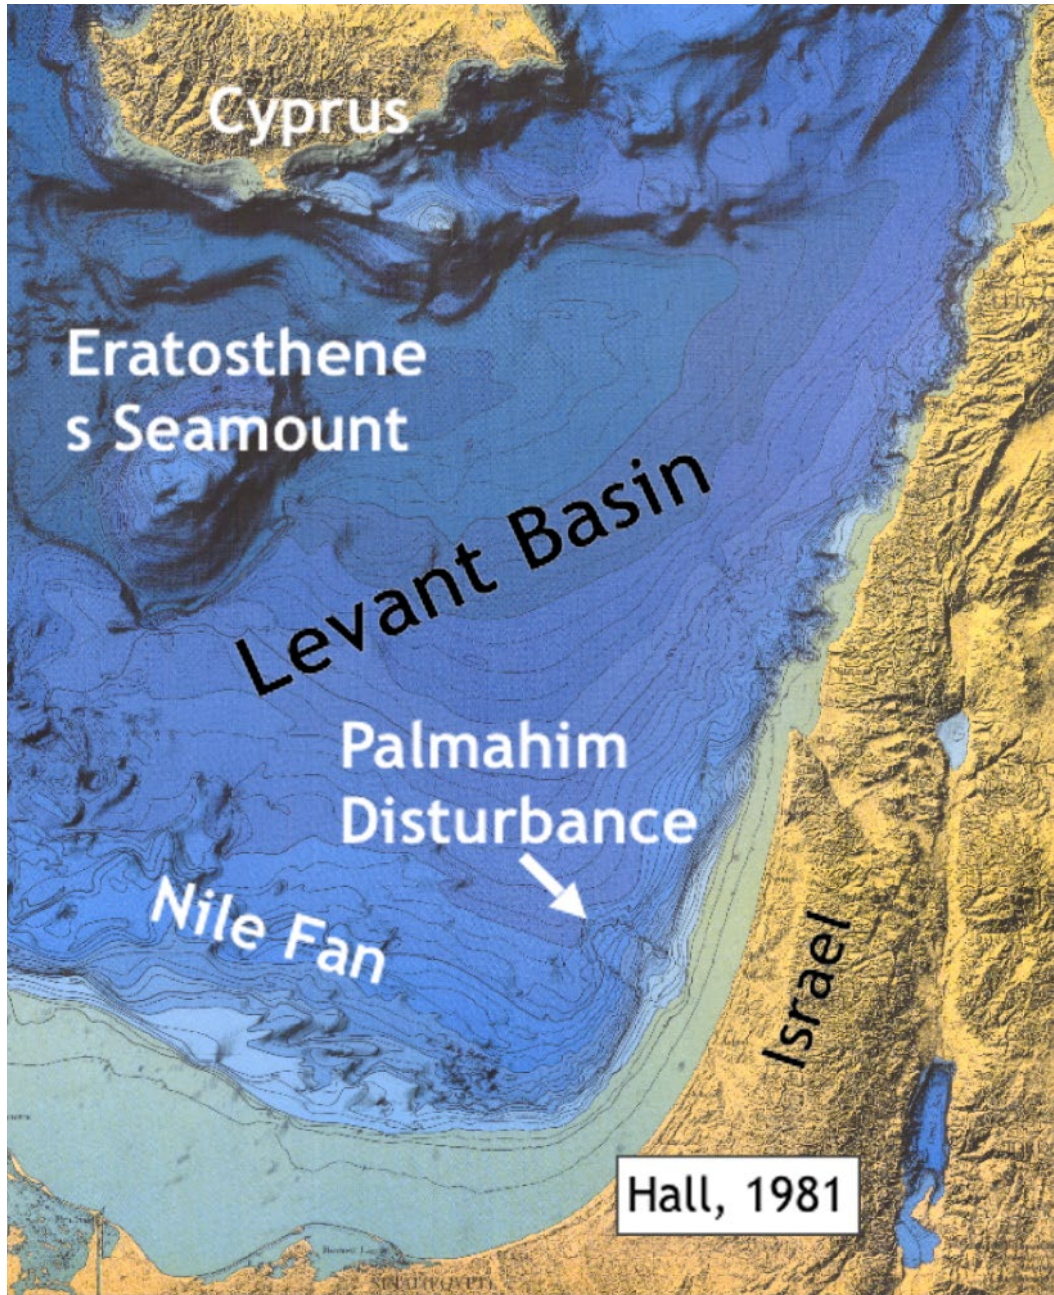 Cyprus
Eratosthene
s Seamount
Levant Basin
Palmahim
Disturbance
Nile Fan
Israel
Hall, 1981